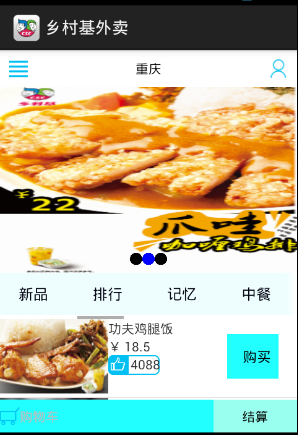 乡村基外卖
重庆
¥22
爪哇
咖喱鸡排
新品 排行 记忆 中餐
功夫鸡腿饭
¥ 18.5
4088
购买
购物车
结算